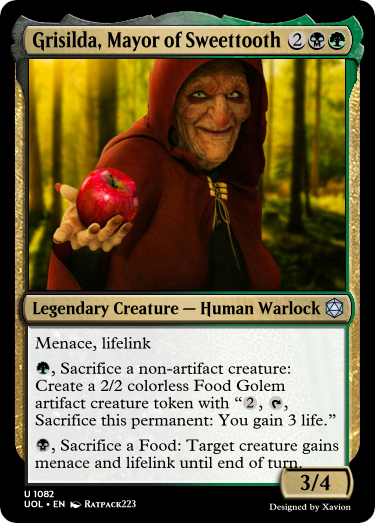 Grisilda, Mayor of Sweettooth 2
Legendary Creature — Human Warlock
Menace, lifelink
, Sacrifice a non-artifact creature:
Create a 2/2 colorless Food Golem
artifact creature token with “2, ,
Sacrifice this permanent: You gain 3 life.”
, Sacrifice a Food: Target creature gains
menace and lifelink until end of turn.
3/4
U 1082
UOL • EN Ratpack223
Designed by Xavion